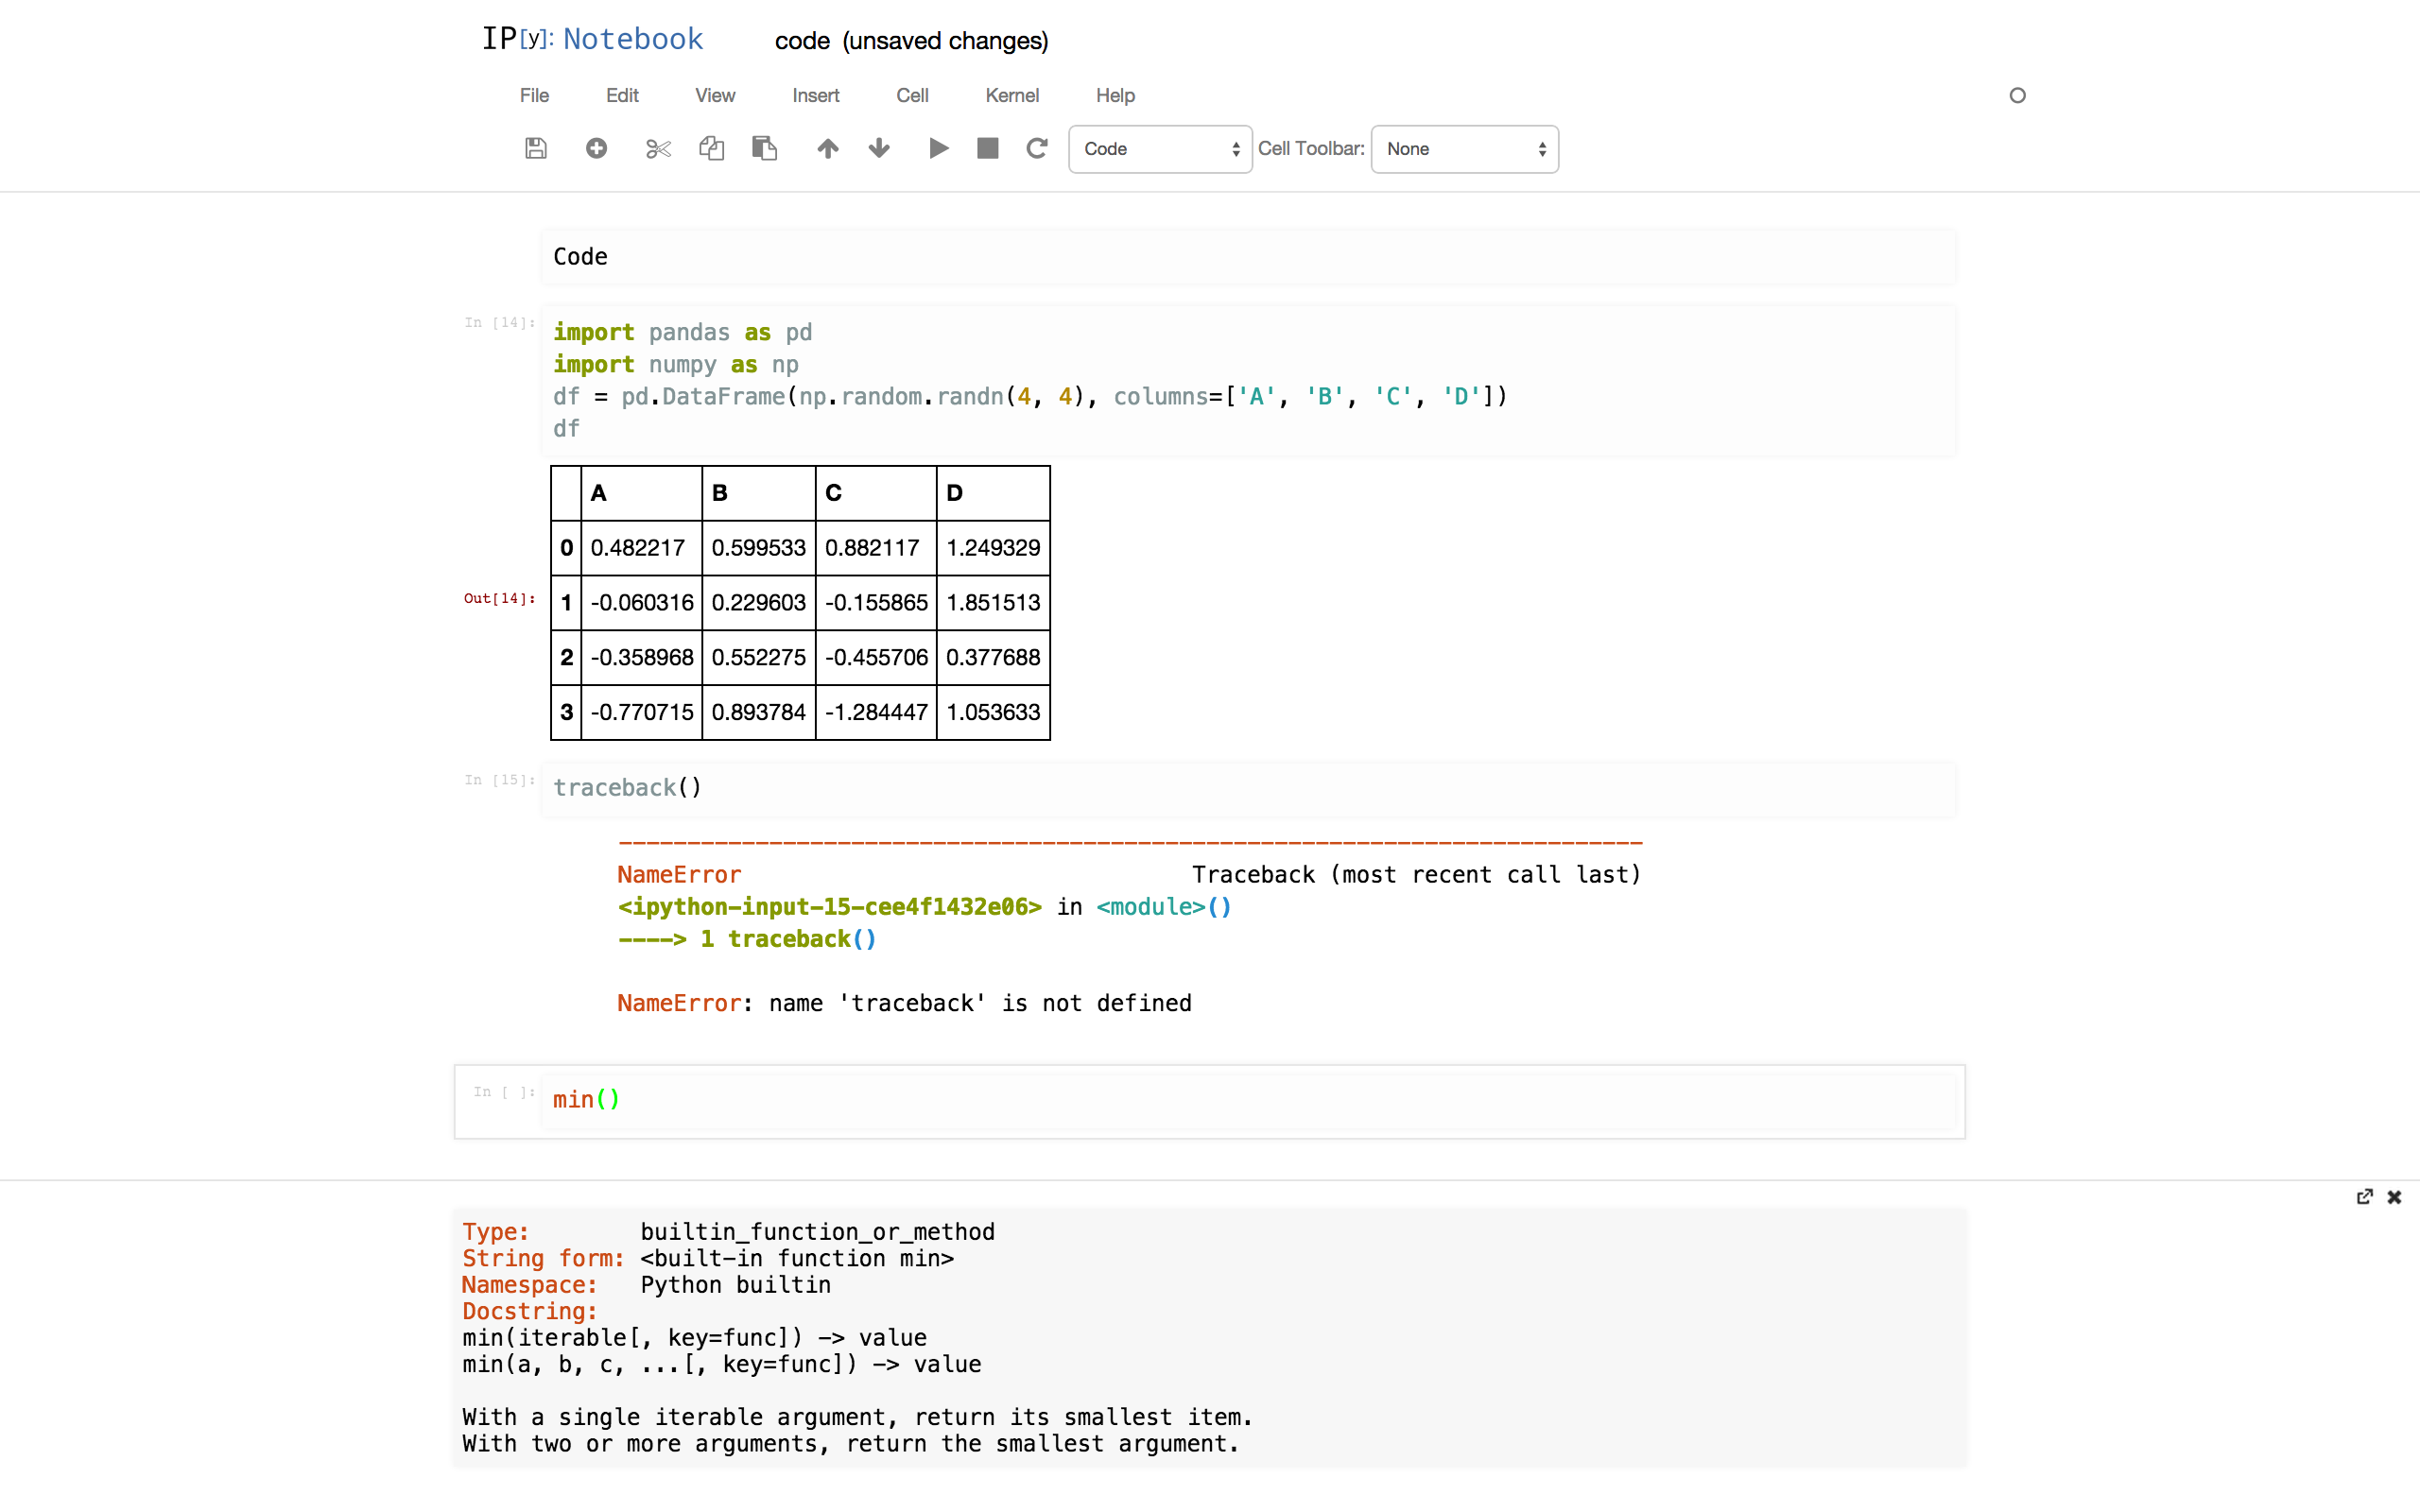 IP[y]: Notebook code (unsaved changes)
File Edit View Insert Cell Kernel Help
Code Cell Toolbar: None
Code
In [14]:
import pandas as pd
import numpy as np
df = pd.DataFrame(np.random.randn(4, 4), columns=['A', 'B', 'C', 'D'])
df
A B C D
0 0.482217 0.599533 0.882117 1.249329
Out[14]: 1 -0.060316 0.229603 -0.155865 1.851513
2 -0.358968 0.552275 -0.455706 0.377688
3 -0.770715 0.893784 -1.284447 1.053633
In [15]: traceback()
---------------------------------------------------------------------------
NameError Traceback (most recent call last)
<ipython-input-15-cee4f1432e06> in <module>()
----> 1 traceback()
NameError: name 'traceback' is not defined
In [ ]: min()
Type: builtin_function_or_method
String form: <built-in function min>
Namespace: Python builtin
Docstring:
min(iterable[, key=func]) -> value
min(a, b, c, ...[, key=func]) -> value
With a single iterable argument, return its smallest item.
With two or more arguments, return the smallest argument.